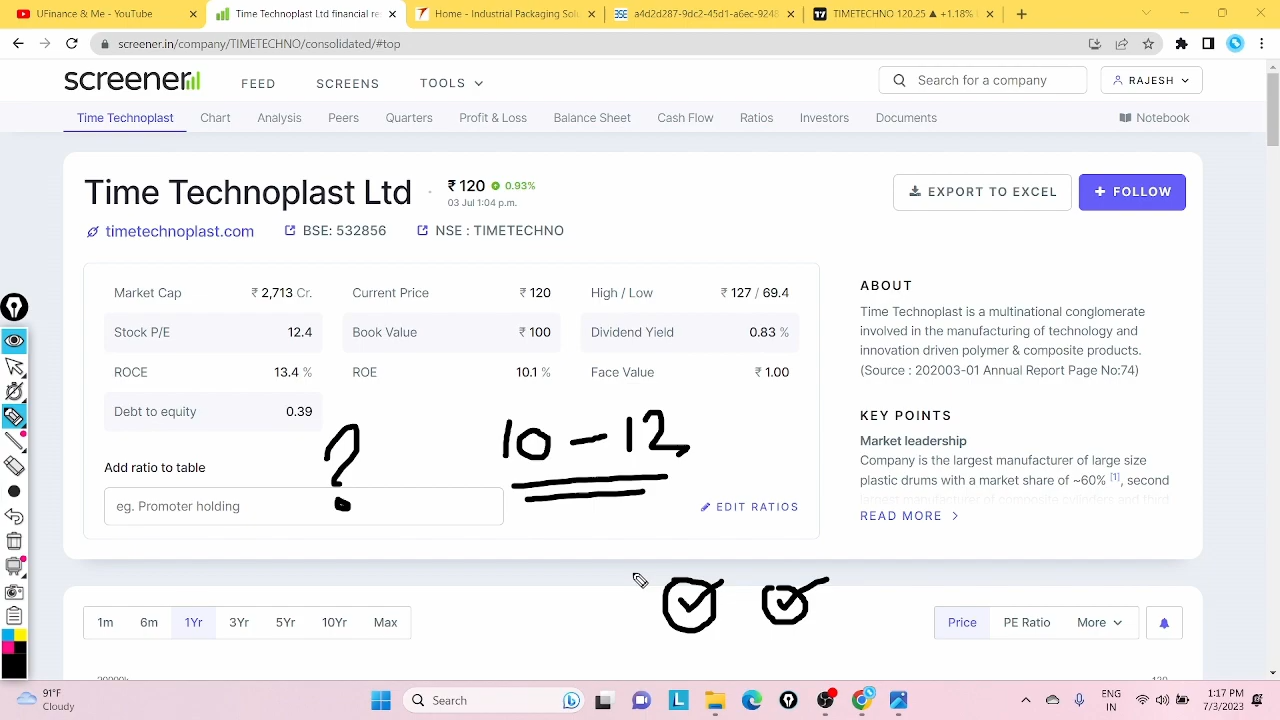 UFinance & Me - YouTube
Time Technoplast Ltd financial re
Home - Industrial Packaging Solu
a4d2d287-9dc2-45d1-a6ec-9248
TIMETECHNO 120.25 ▲ +1.18%
screener.in/company/TIMETECHNO/consolidated/#top
screener
FEED SCREENS TOOLS
Search for a company
RAJESH
Time Technoplast Chart Analysis Peers Quarters Profit & Loss Balance Sheet Cash Flow Ratios Investors Documents Notebook
Time Technoplast Ltd
₹ 120 0.93%
03 Jul 1:04 p.m.
EXPORT TO EXCEL
+ FOLLOW
timetechnoplast.com
BSE: 532856
NSE : TIMETECHNO
Market Cap ₹ 2,713 Cr.
Current Price ₹ 120
High / Low ₹ 127 / 69.4
Stock P/E 12.4
Book Value ₹ 100
Dividend Yield 0.83 %
ROCE 13.4 %
ROE 10.1 %
Face Value ₹ 1.00
Debt to equity 0.39
?
10 - 12
Add ratio to table
eg. Promoter holding
EDIT RATIOS
ABOUT
Time Technoplast is a multinational conglomerate
involved in the manufacturing of technology and
innovation driven polymer & composite products.
(Source : 202003-01 Annual Report Page No:74)
KEY POINTS
Market leadership
Company is the largest manufacturer of large size
plastic drums with a market share of ~60% [1], second
largest manufacturer of composite cylinders and third
READ MORE
1m 6m 1Yr 3Yr 5Yr 10Yr Max
Price PE Ratio More
91°F
Cloudy
Search
ENG
IN
1:17 PM
7/3/2023